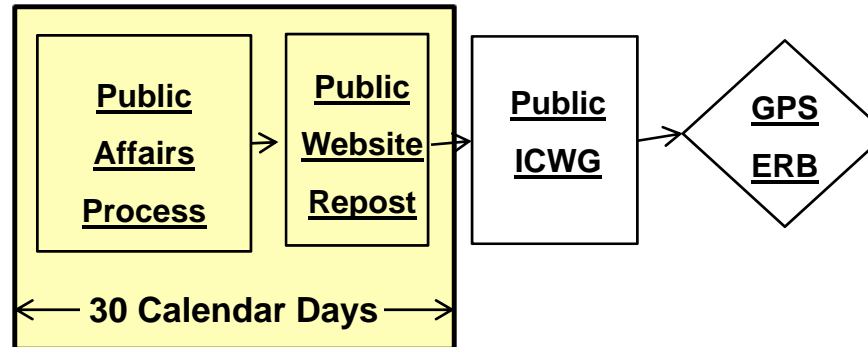 Public
Affairs
Process
Public
Website
Repost
Public
ICWG
GPS
ERB
30 Calendar Days